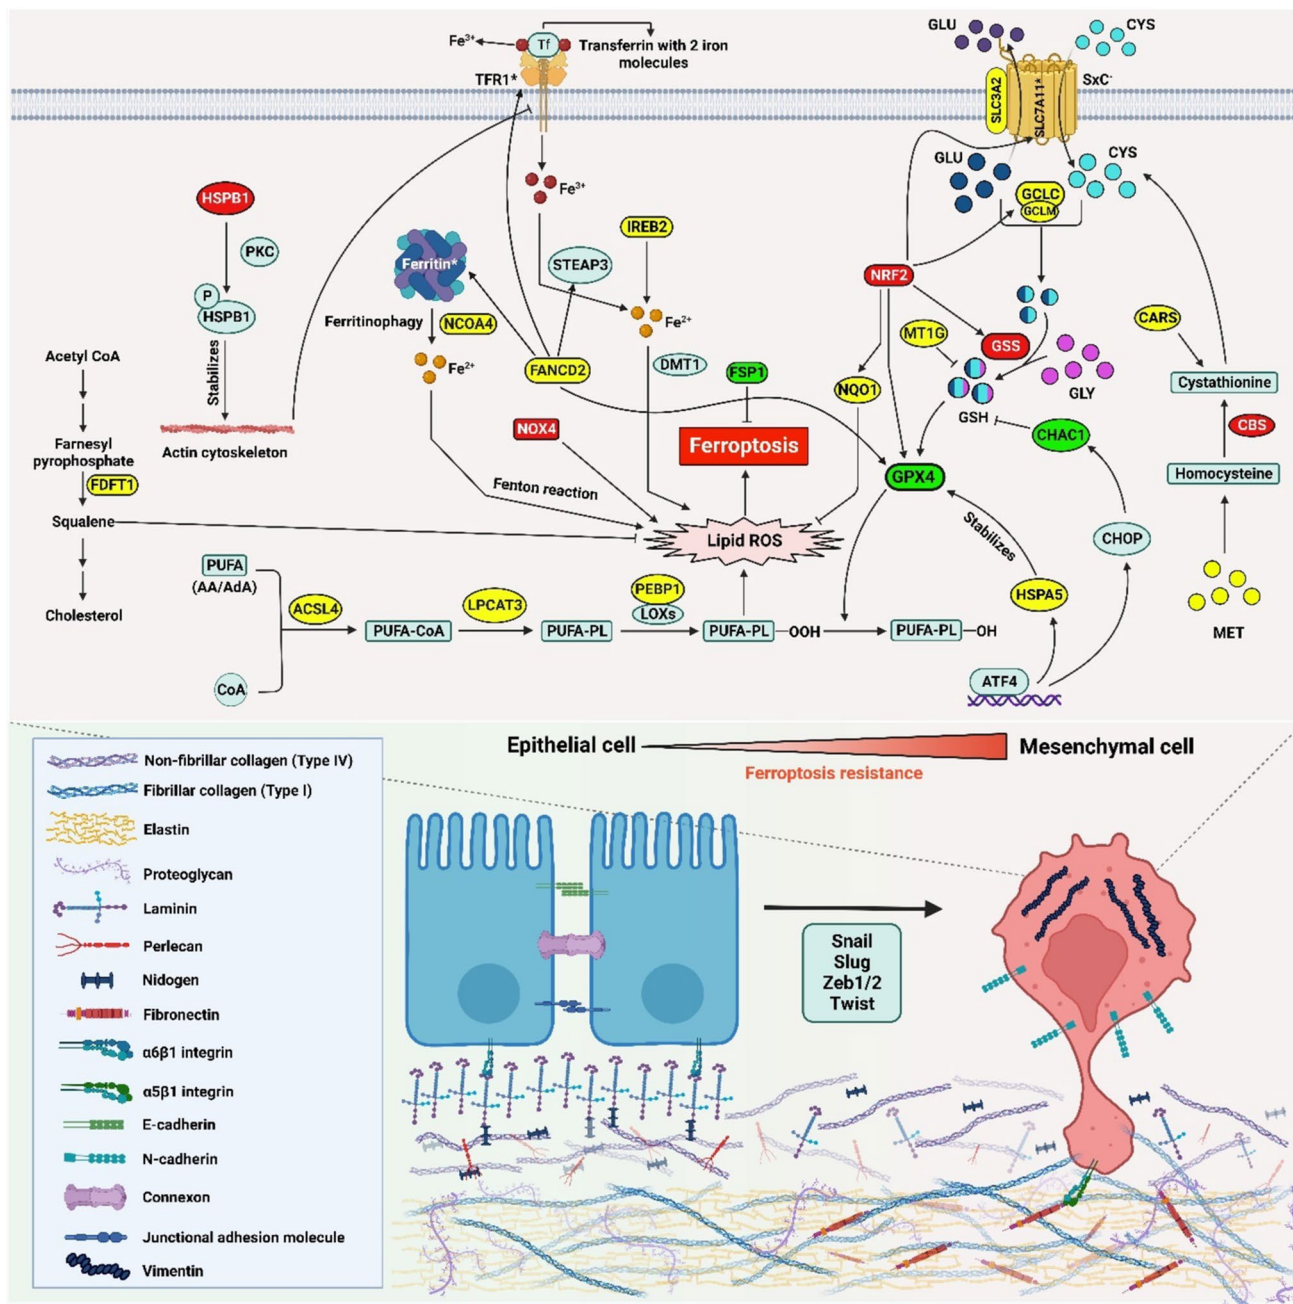 GLU
CYS
Fe3+
Tf
Transferrin with 2 iron
molecules
TFR1*
SLC3A2
SLC7A11*
SxC-
GLU
CYS
GCLC
GCLM
HSPB1
PKC
P
HSPB1
Stabilizes
Actin cytoskeleton
Fe3+
IREB2
STEAP3
Ferritin*
Ferritinophagy
NCOA4
Fe2+
Fe2+
DMT1
FANCD2
FSP1
NOX4
Ferroptosis
Fenton reaction
Lipid ROS
NRF2
MT1G
GSS
NQO1
GSH
GLY
CHAC1
GPX4
Stabilizes
CHOP
HSPA5
ATF4
CARS
Cystathionine
CBS
Homocysteine
MET
Acetyl CoA
Farnesyl
pyrophosphate
FDFT1
Squalene
Cholesterol
PUFA
(AA/AdA)
CoA
ACSL4
PUFA-CoA
LPCAT3
PUFA-PL
PEBP1
LOXs
PUFA-PL
OOH
PUFA-PL
OH
Epithelial cell
Mesenchymal cell
Ferroptosis resistance
Non-fibrillar collagen (Type IV)
Fibrillar collagen (Type I)
Elastin
Proteoglycan
Laminin
Perlecan
Nidogen
Fibronectin
α6β1 integrin
α5β1 integrin
E-cadherin
N-cadherin
Connexon
Junctional adhesion molecule
Vimentin
Snail
Slug
Zeb1/2
Twist